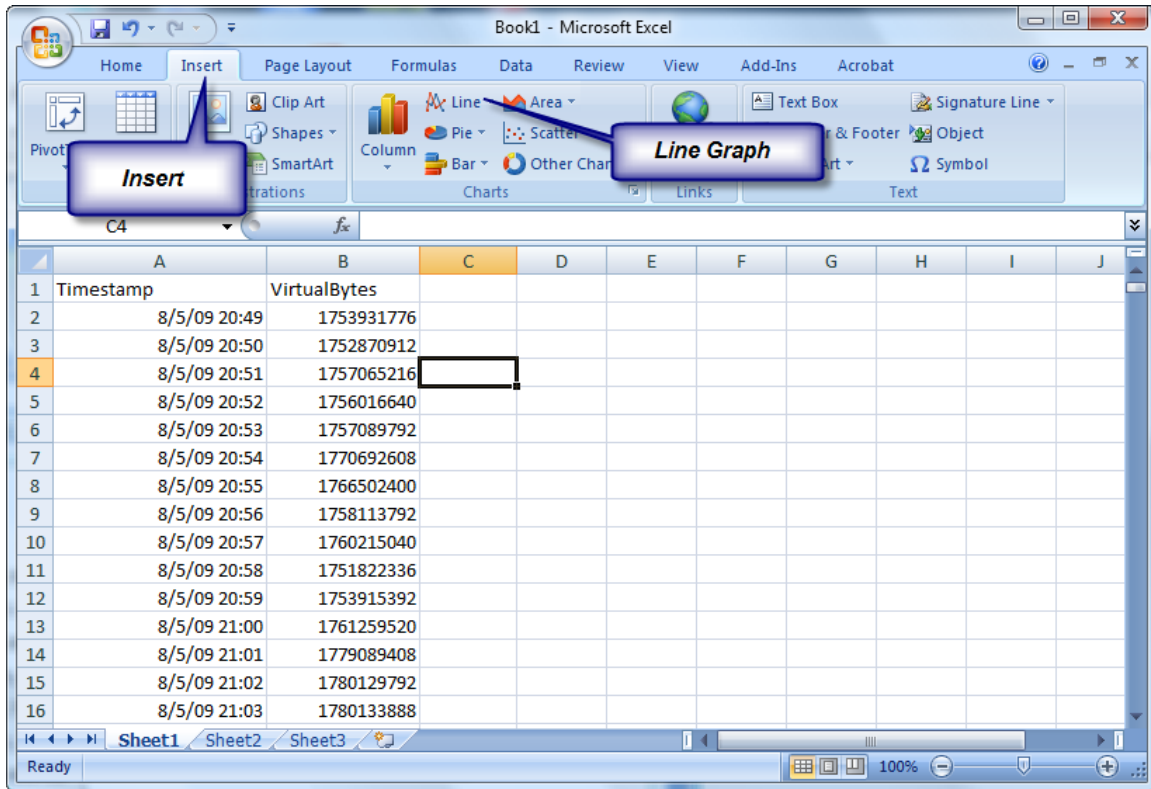 Book1 - Microsoft Excel
Home Insert Page Layout Formulas Data Review View Add-Ins Acrobat
Clip Art Line Area Text Box Signature Line
Shapes Pie Scatter & Footer Object
Column
SmartArt Bar Other Symbol
Charts Links Text
Insert
Line Graph
C4 fx
A B C D E F G H I J
1 Timestamp VirtualBytes
2 8/5/09 20:49 1753931776
3 8/5/09 20:50 1752870912
4 8/5/09 20:51 1757065216
5 8/5/09 20:52 1756016640
6 8/5/09 20:53 1757089792
7 8/5/09 20:54 1770692608
8 8/5/09 20:55 1766502400
9 8/5/09 20:56 1758113792
10 8/5/09 20:57 1760215040
11 8/5/09 20:58 1751822336
12 8/5/09 20:59 1753915392
13 8/5/09 21:00 1761259520
14 8/5/09 21:01 1779089408
15 8/5/09 21:02 1780129792
16 8/5/09 21:03 1780133888
Sheet1 Sheet2 Sheet3
Ready 100%